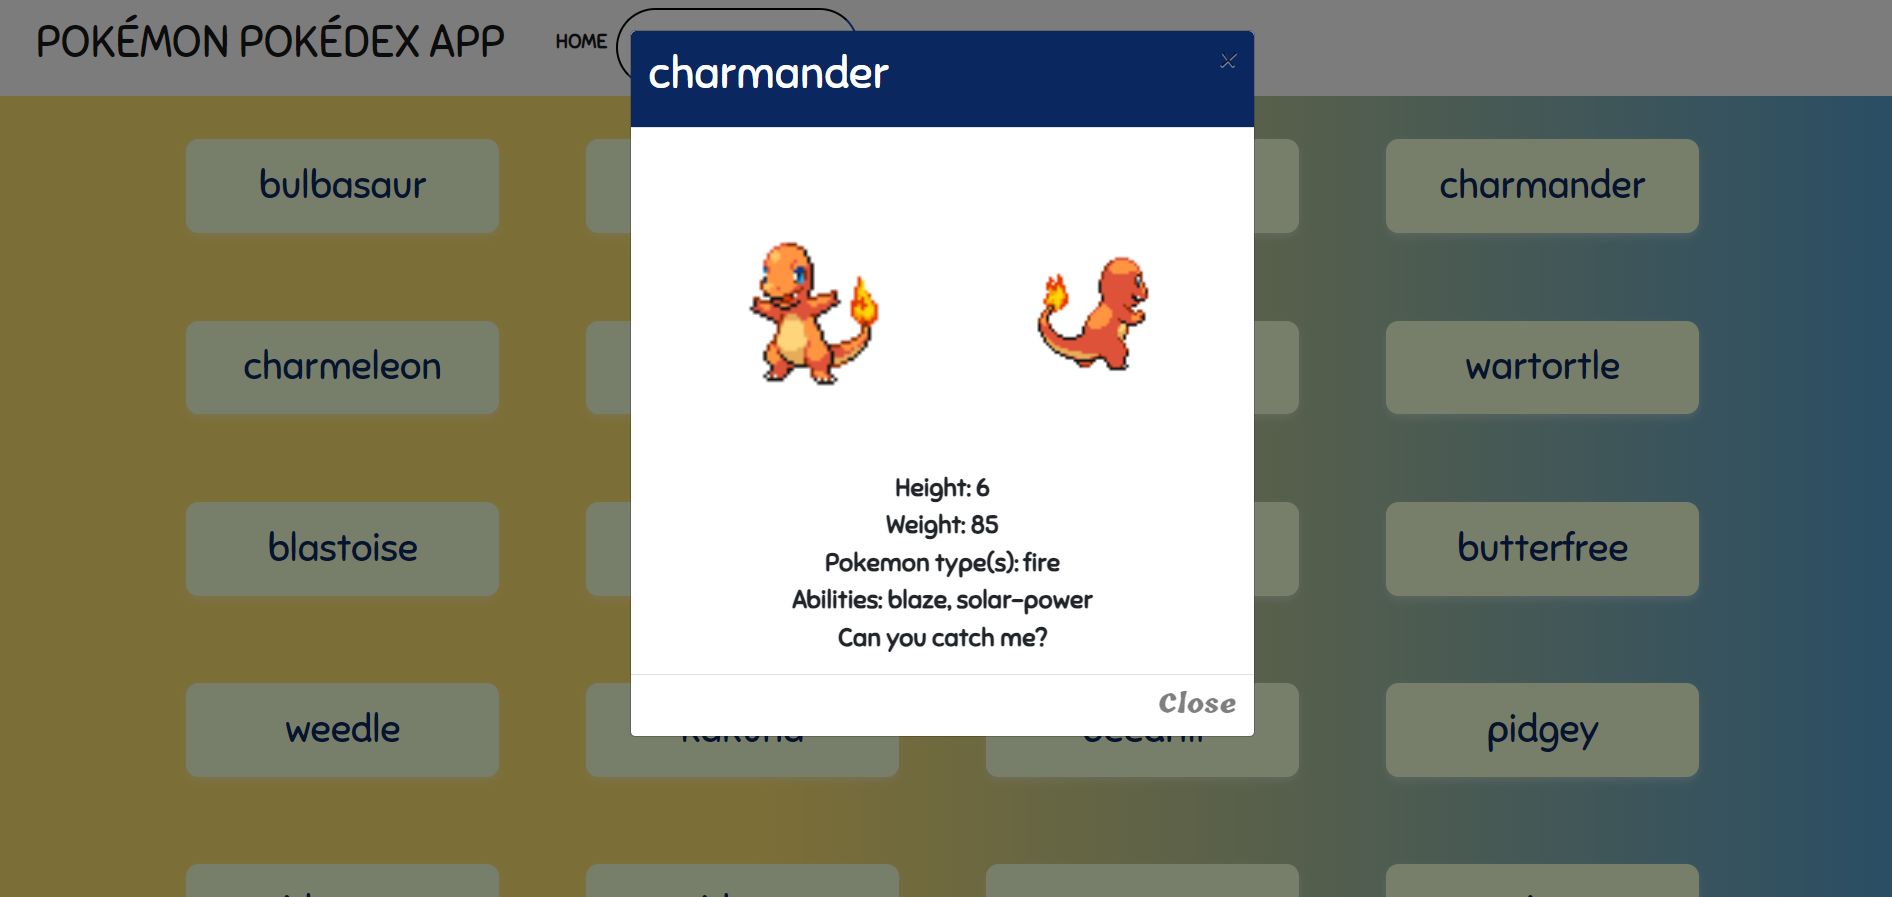 POKÉMON POKÉDEX APP
HOME
charmander
×
bulbasaur
charmander
charmeleon
wartortle
blastoise
butterfree
Height: 6
Weight: 85
Pokemon type(s): fire
Abilities: blaze, solar-power
Can you catch me?
Close
weedle
pidgey